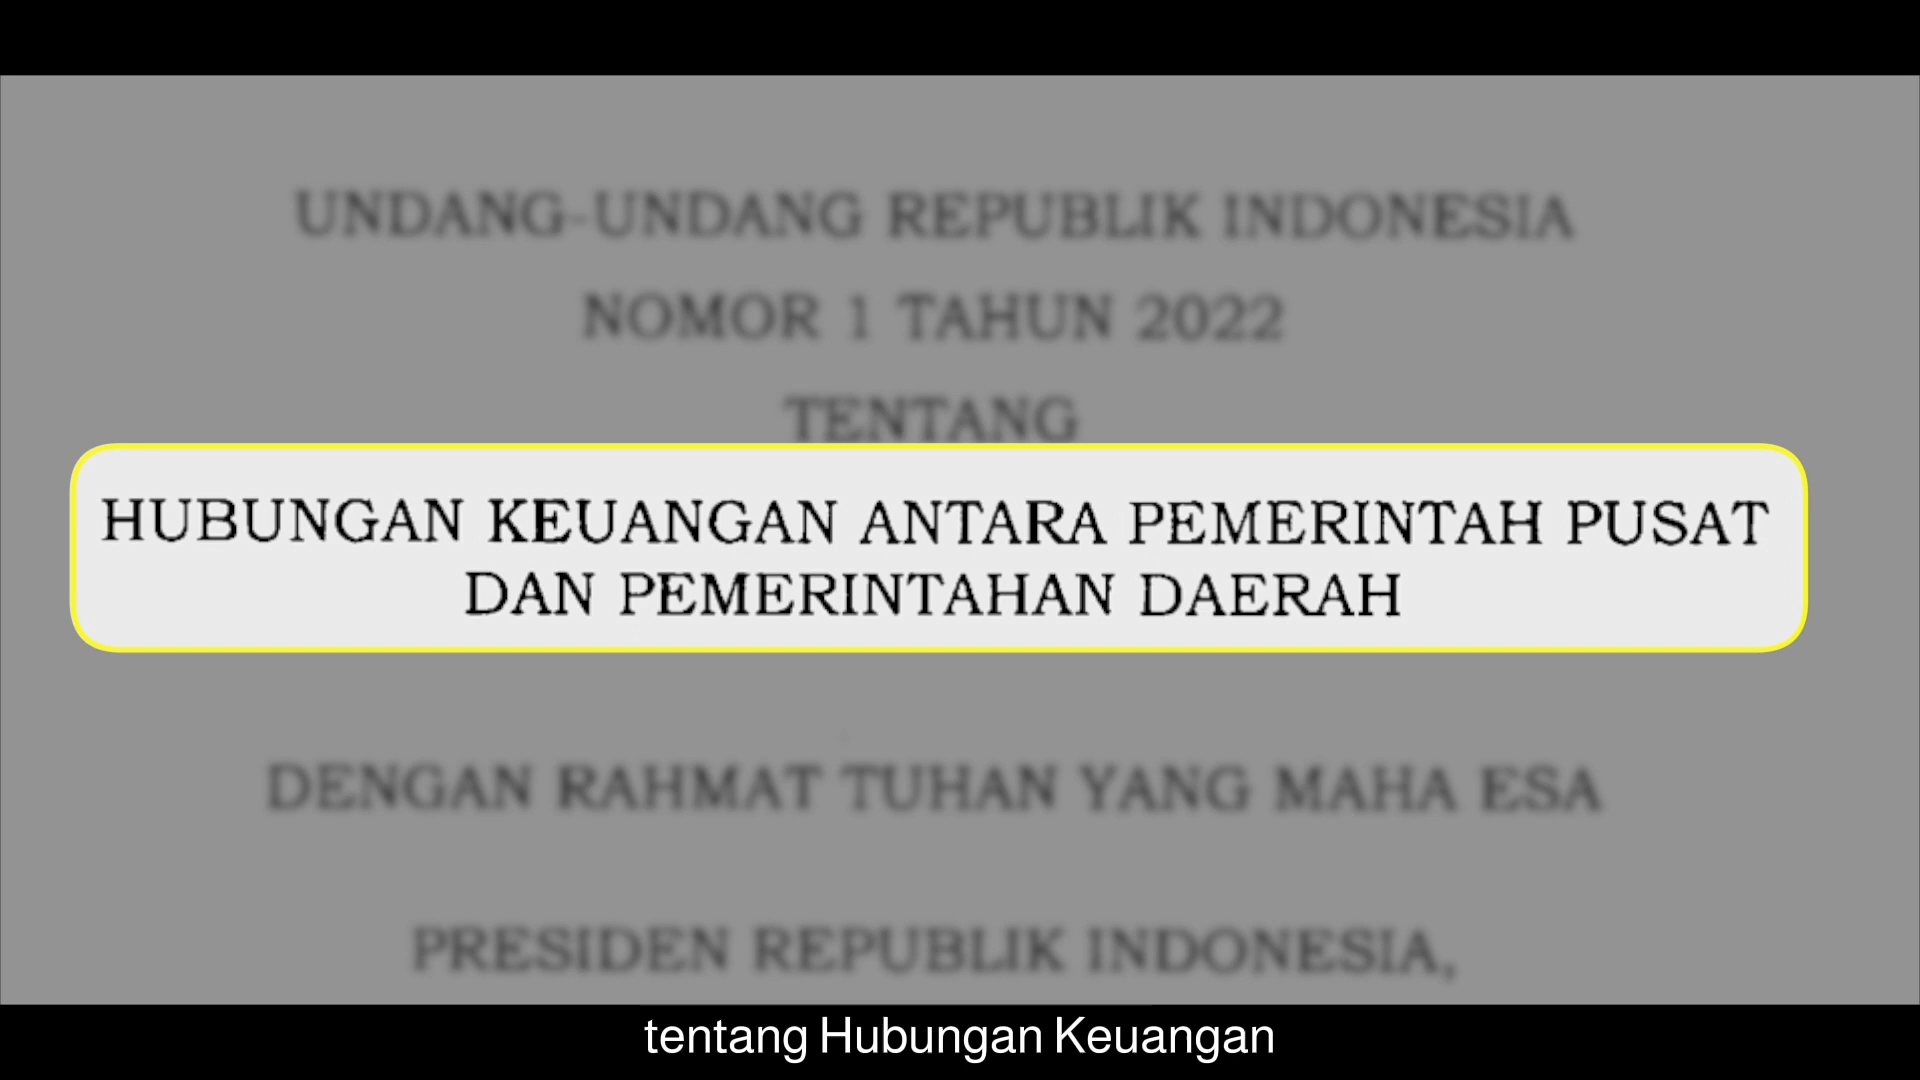 UNDANG-UNDANG REPUBLIK INDONESIA
NOMOR 1 TAHUN 2022
TENTANG
HUBUNGAN KEUANGAN ANTARA PEMERINTAH PUSAT
DAN PEMERINTAHAN DAERAH
DENGAN RAHMAT TUHAN YANG MAHA ESA
PRESIDEN REPUBLIK INDONESIA,
tentang Hubungan Keuangan